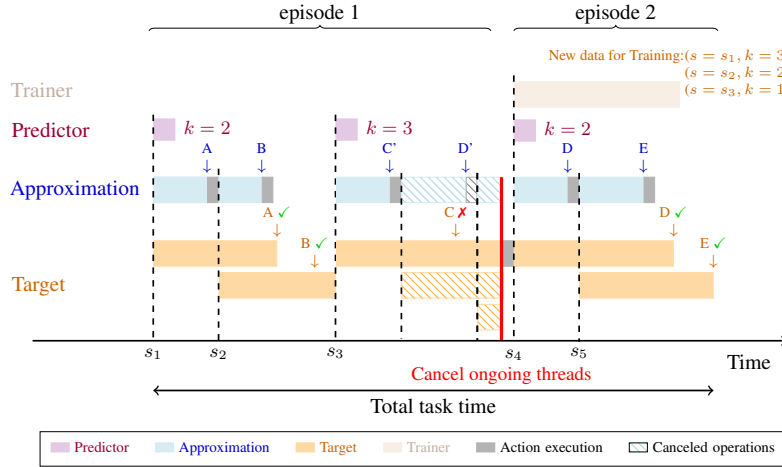 episode 1
episode 2
New data for Training:(s = s₁, k = 3
(s = s₂, k = 2
(s = s₃, k = 1
Trainer
Predictor
k = 2
k = 3
k = 2
A
B
C'
D'
D
E
Approximation
A ✓
B ✓
C ✗
D ✓
E ✓
Target
s₁
s₂
s₃
s₄
s₅
Time
Cancel ongoing threads
Total task time
Predictor
Approximation
Target
Trainer
Action execution
Canceled operations